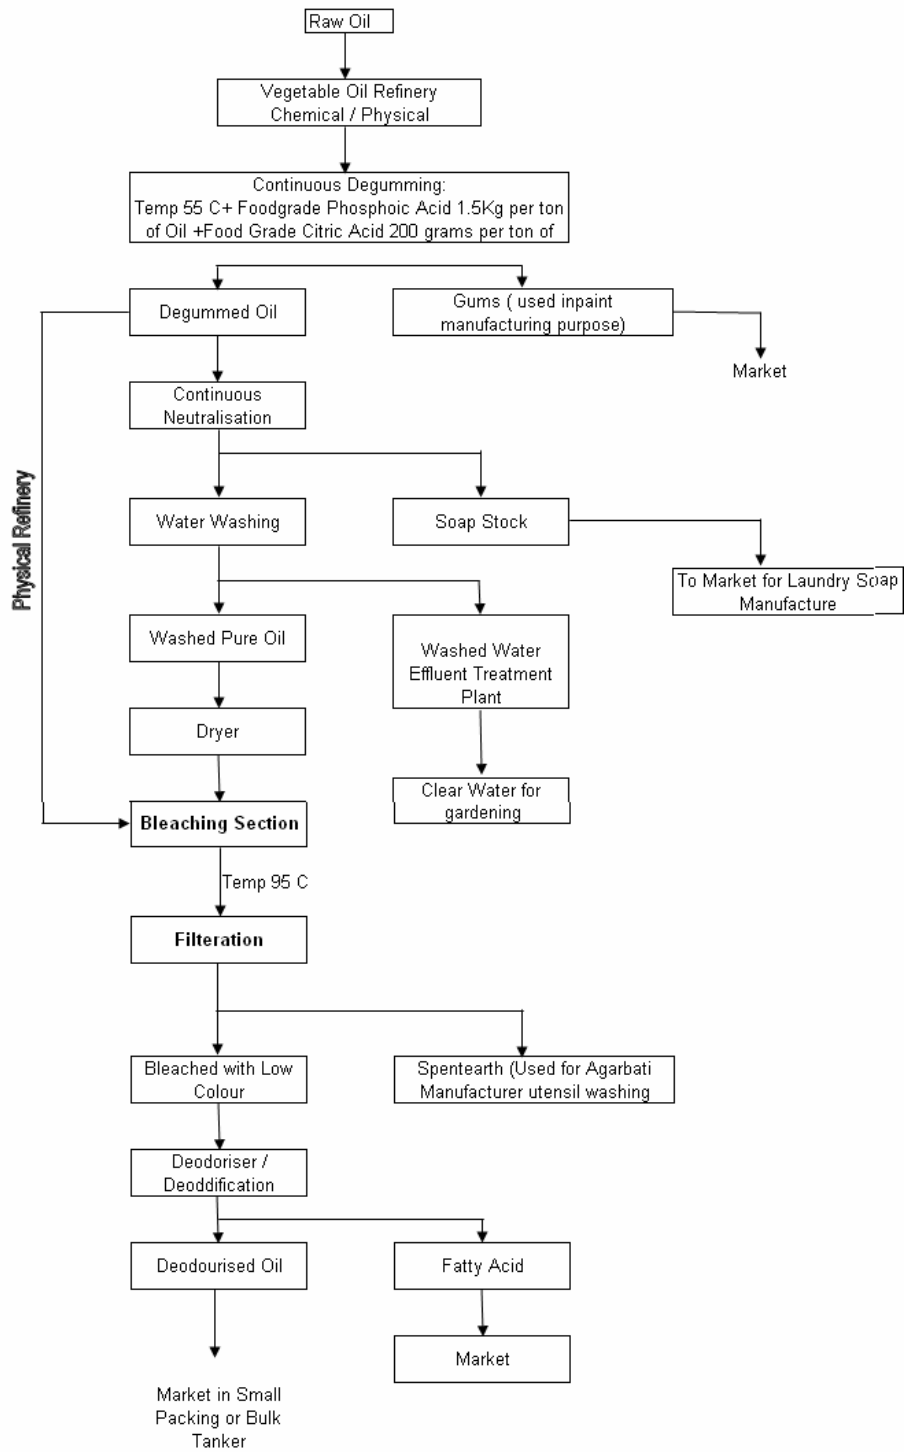 Raw Oil
Vegetable Oil Refinery
Chemical / Physical
Continuous Degumming:
Temp 55 C+ Foodgrade Phosphoic Acid 1.5Kg per ton
of Oil +Food Grade Citric Acid 200 grams per ton of
Degummed Oil
Gums ( used inpaint
manufacturing purpose)
Market
Continuous
Neutralisation
Physical Refinery
Water Washing
Soap Stock
To Market for Laundry Soap
Manufacture
Washed Pure Oil
Washed Water
Effluent Treatment
Plant
Dryer
Clear Water for
gardening
Bleaching Section
Temp 95 C
Filteration
Bleached with Low
Colour
Spentearth (Used for Agarbati
Manufacturer utensil washing
Deodoriser /
Deoddification
Deodourised Oil
Fatty Acid
Market
Market in Small
Packing or Bulk
Tanker